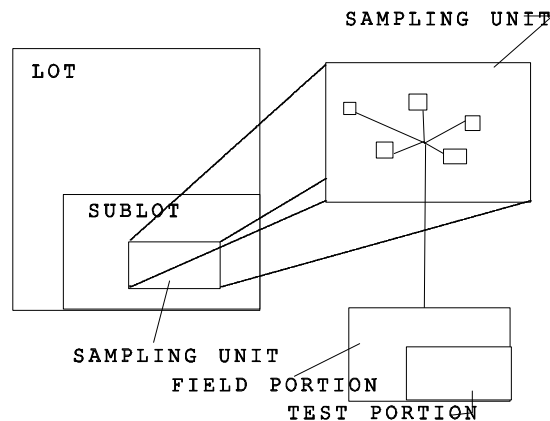 SAMPLING UNIT
LOT
SUBLOT
SAMPLING UNIT
FIELD PORTION
TEST PORTION